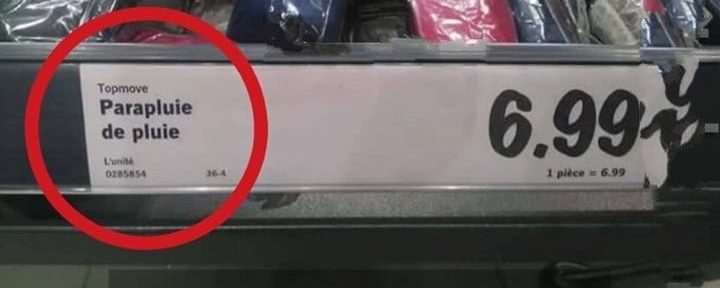 Topmove
Parapluie
de pluie
L'unité
0285854 36-4
6.99
1 pièce = 6.99